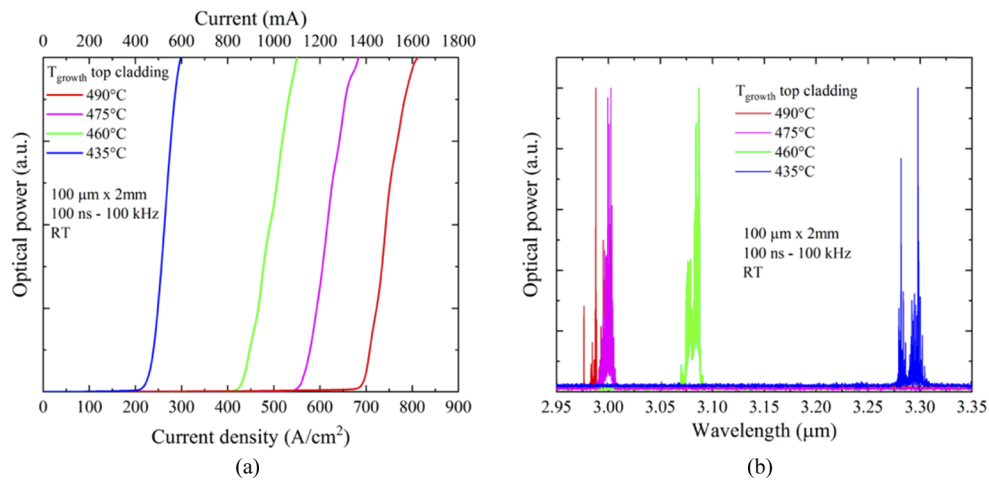 Current (mA)
0 200 400 600 800 1000 1200 1400 1600 1800
T_growth top cladding
490°C
475°C
460°C
435°C
100 μm x 2mm
100 ns - 100 kHz
RT
Optical power (a.u.)
0 100 200 300 400 500 600 700 800 900
Current density (A/cm²)
(a)
T_growth top cladding
490°C
475°C
460°C
435°C
100 μm x 2mm
100 ns - 100 kHz
RT
Optical power (a.u.)
2.95 3.00 3.05 3.10 3.15 3.20 3.25 3.30 3.35
Wavelength (μm)
(b)